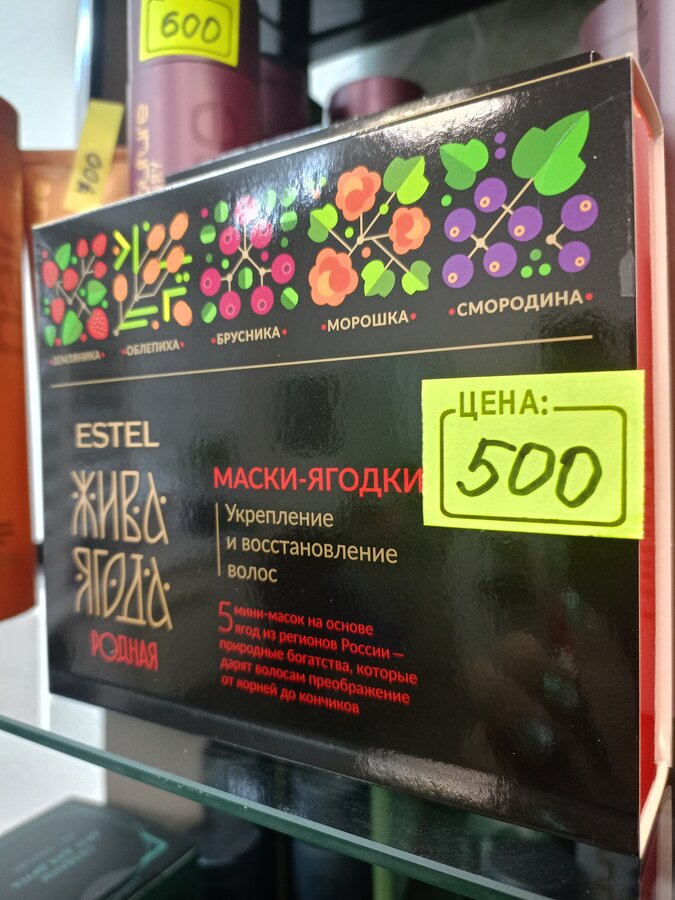 600
700
ЗЕМЛЯНИКА
ОБЛЕПИХА
БРУСНИКА
МОРОШКА
СМОРОДИНА
ESTEL
ЖИВА
ЯГОДА
РОДНАЯ
МАСКИ-ЯГОДКИ
Укрепление
и восстановление
волос
5 мини-масок на основе
ягод из регионов России —
природные богатства, которые
дарят волосам преображение
от корней до кончиков
ЦЕНА:
500